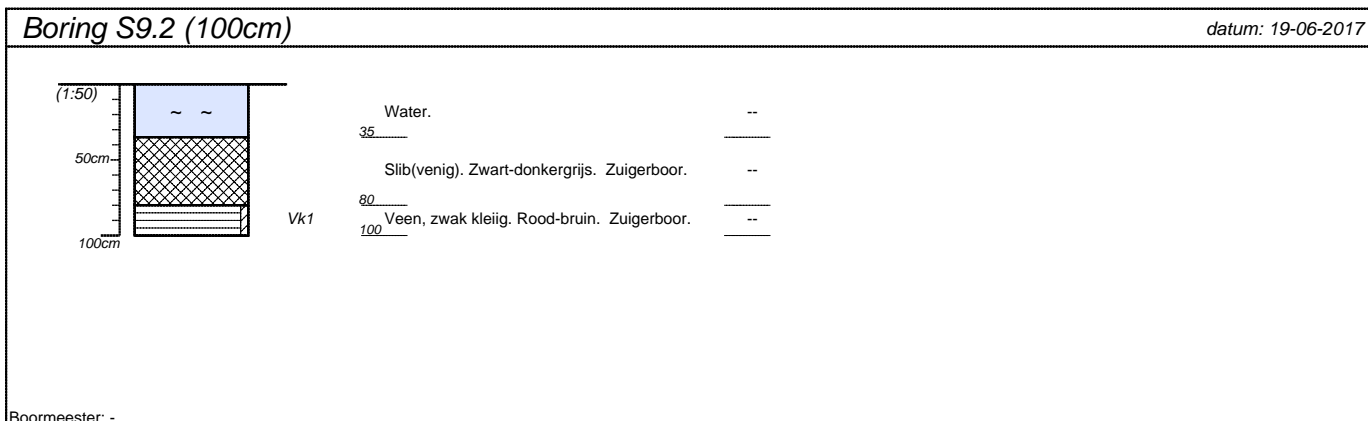 Boring S9.2 (100cm) datum: 19-06-2017
(1:50)
~ ~ Water. --
35
50cm
Slib(venig). Zwart-donkergrijs. Zuigerboor. --
80
Vk1 Veen, zwak kleiig. Rood-bruin. Zuigerboor. --
100
100cm
Boormeester: -